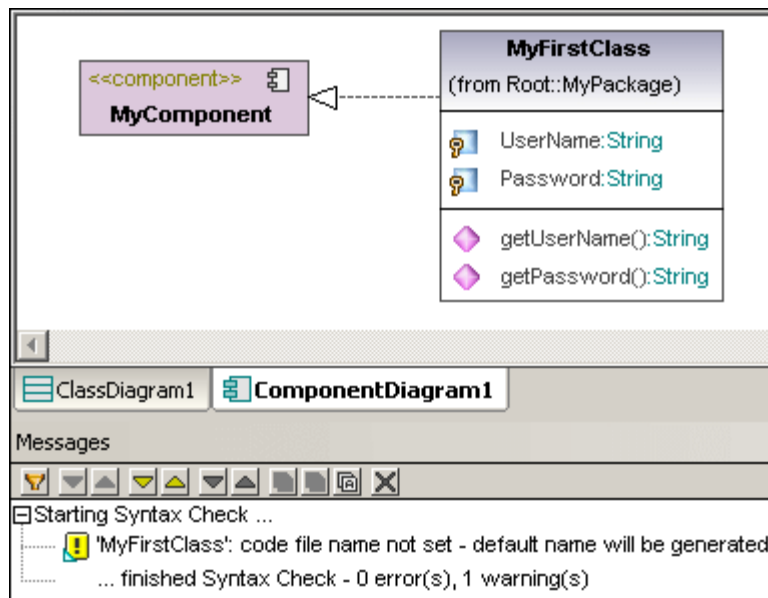 MyFirstClass
(from Root::MyPackage)
<<component>>
MyComponent
UserName:String
Password:String
getUserName():String
getPassword():String
ClassDiagram1
ComponentDiagram1
Messages
Starting Syntax Check ...
'MyFirstClass': code file name not set - default name will be generated
... finished Syntax Check - 0 error(s), 1 warning(s)